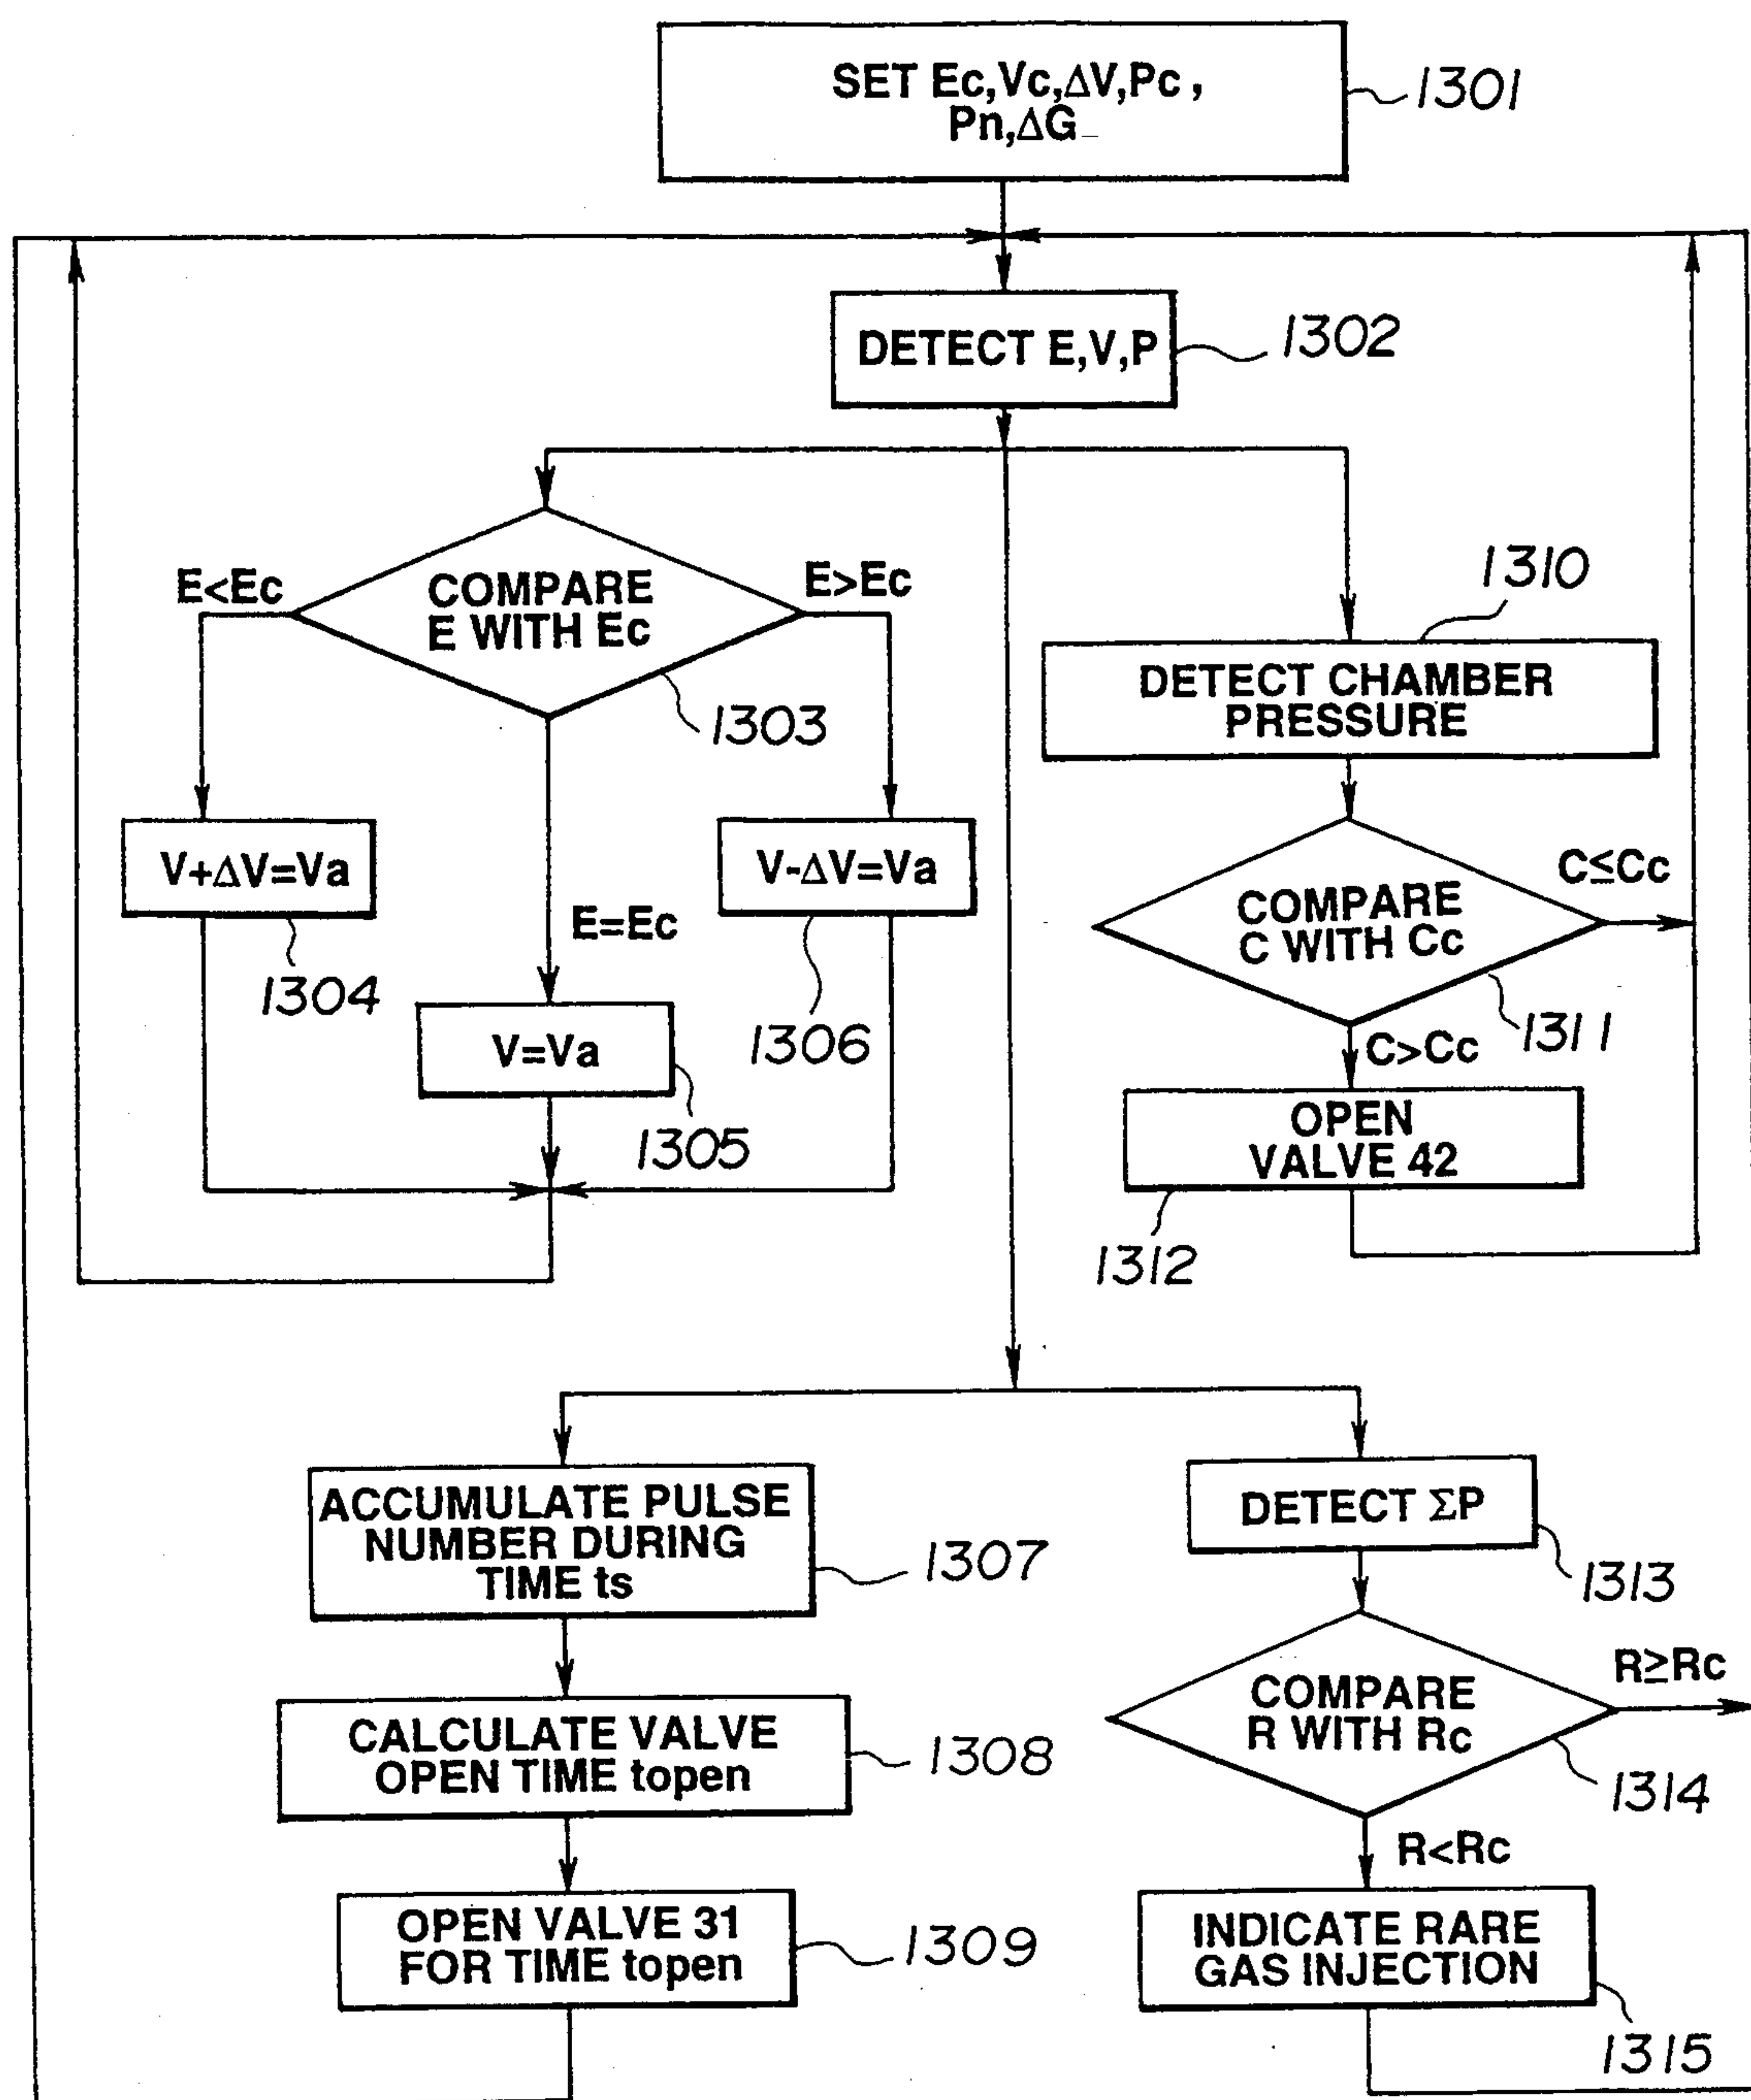 SET Ec,Vc,ΔV,Pc ,
Pn,ΔG
1301
DETECT E,V,P
1302
E<Ec
COMPARE
E WITH Ec
E>Ec
1303
1310
DETECT CHAMBER
PRESSURE
V+ΔV=Va
1304
E=Ec
V-ΔV=Va
1306
V=Va
1305
COMPARE
C WITH Cc
C≤Cc
1311
C>Cc
OPEN
VALVE 42
1312
ACCUMULATE PULSE
NUMBER DURING
TIME ts
1307
CALCULATE VALVE
OPEN TIME topen
1308
OPEN VALVE 31
FOR TIME topen
1309
DETECT ΣP
1313
COMPARE
R WITH Rc
R≥Rc
1314
R<Rc
INDICATE RARE
GAS INJECTION
1315